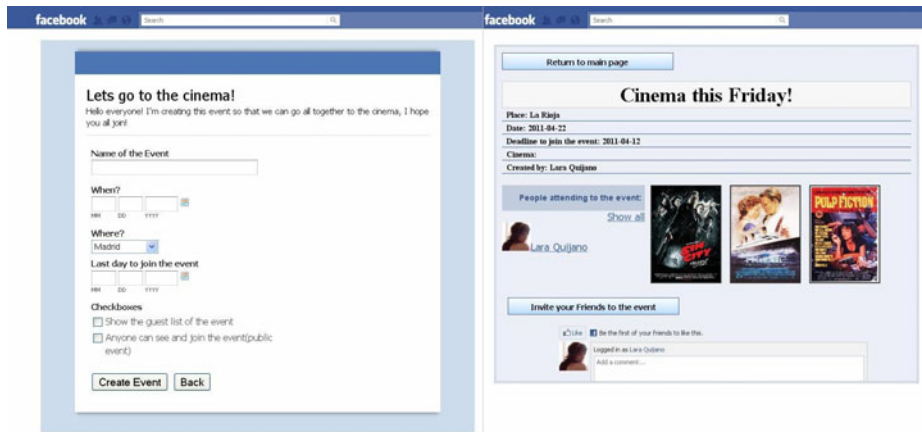 facebook
Search
Lets go to the cinema!
Hello everyone! I'm creating this event so that we can go all together to the cinema, I hope
you all join!
Name of the Event
When?
MM DD YYYY
Where?
Madrid
Last day to join the event
MM DD YYYY
Checkboxes
Show the guest list of the event
Anyone can see and join the event(public
event)
Create Event Back
facebook
Search
Return to main page
Cinema this Friday!
Place: La Rioja
Date: 2011-04-22
Deadline to join the event: 2011-04-12
Cinema:
Created by: Lara Quijano
People attending to the event:
Show all
Lara Quijano
SIN
CITY
PULP FICTION
Invite your Friends to the event
Like Be the first of your friends to like this.
Logged in as Lara Quijano
Add a comment...